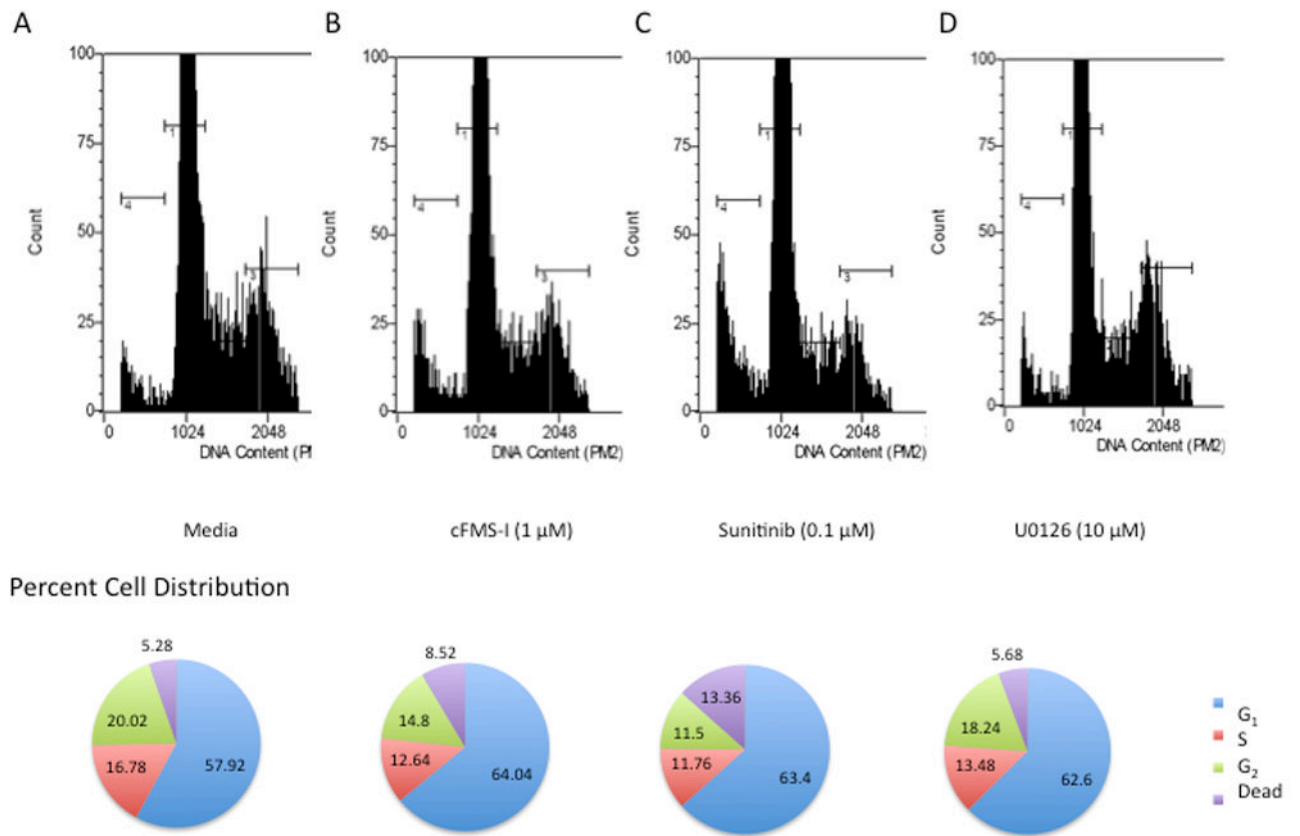 A
B
C
D
100
75
50
25
0
Count
1
4
3
0
1024
2048
DNA Content (PI
100
75
50
25
0
Count
1
4
3
0
1024
2048
DNA Content (PM2)
100
75
50
25
0
Count
1
4
3
0
1024
2048
DNA Content (PM2)
100
75
50
25
0
Count
1
4
0
1024
2048
DNA Content (PM2)
Media
cFMS-I (1 μM)
Sunitinib (0.1 μM)
U0126 (10 μM)
Percent Cell Distribution
5.28
20.02
16.78
57.92
8.52
14.8
12.64
64.04
13.36
11.5
11.76
63.4
5.68
18.24
13.48
62.6
G1
S
G2
Dead